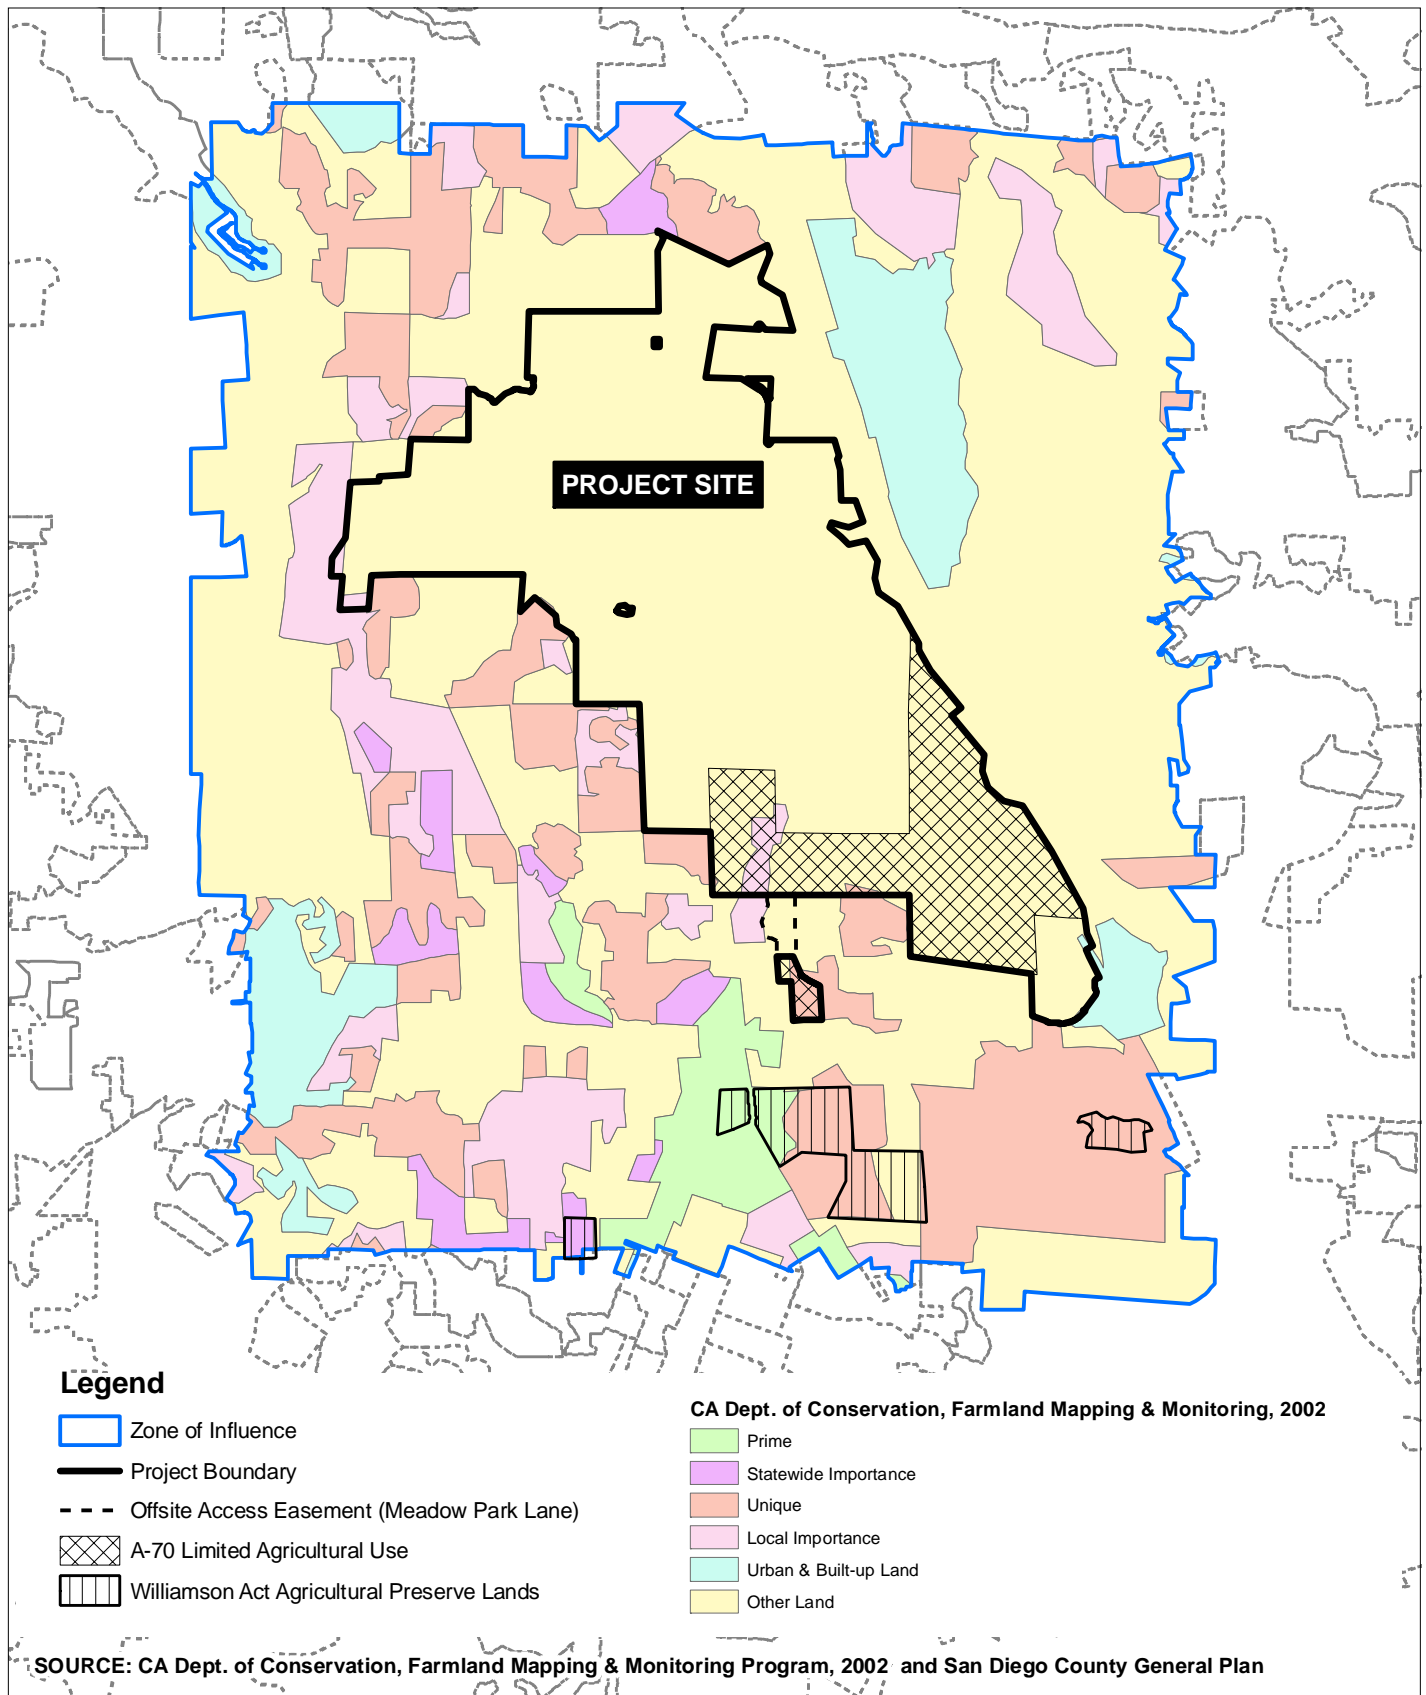 PROJECT SITE
Legend
Zone of Influence
Project Boundary
Offsite Access Easement (Meadow Park Lane)
A-70 Limited Agricultural Use
Williamson Act Agricultural Preserve Lands
CA Dept. of Conservation, Farmland Mapping & Monitoring, 2002
Prime
Statewide Importance
Unique
Local Importance
Urban & Built-up Land
Other Land
SOURCE: CA Dept. of Conservation, Farmland Mapping & Monitoring Program, 2002 and San Diego County General Plan